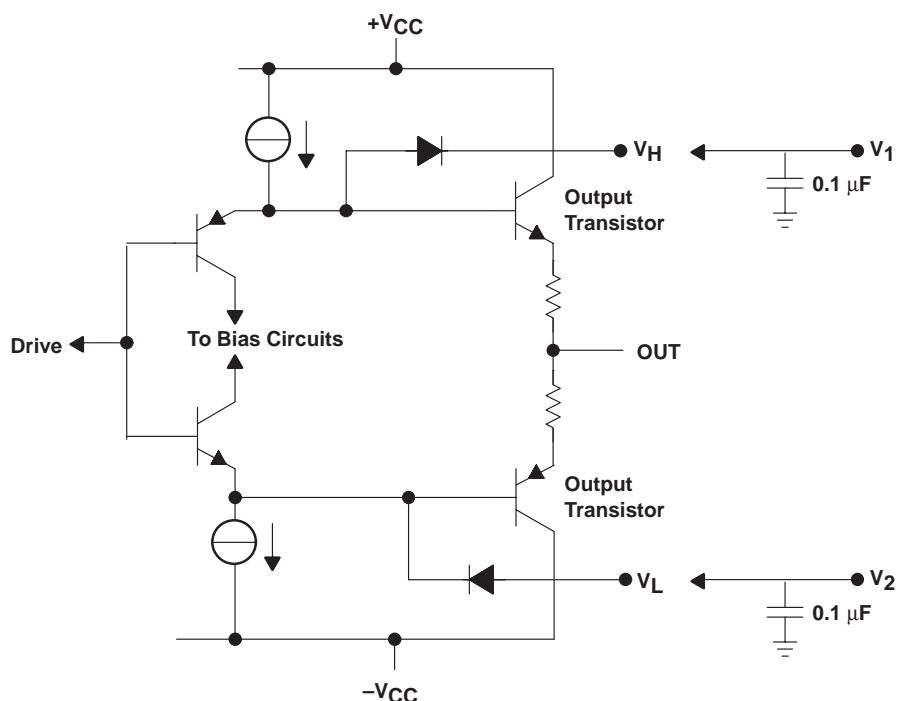 +VCC
VH
V1
0.1 μF
Output
Transistor
To Bias Circuits
Drive
OUT
Output
Transistor
VL
V2
0.1 μF
–VCC